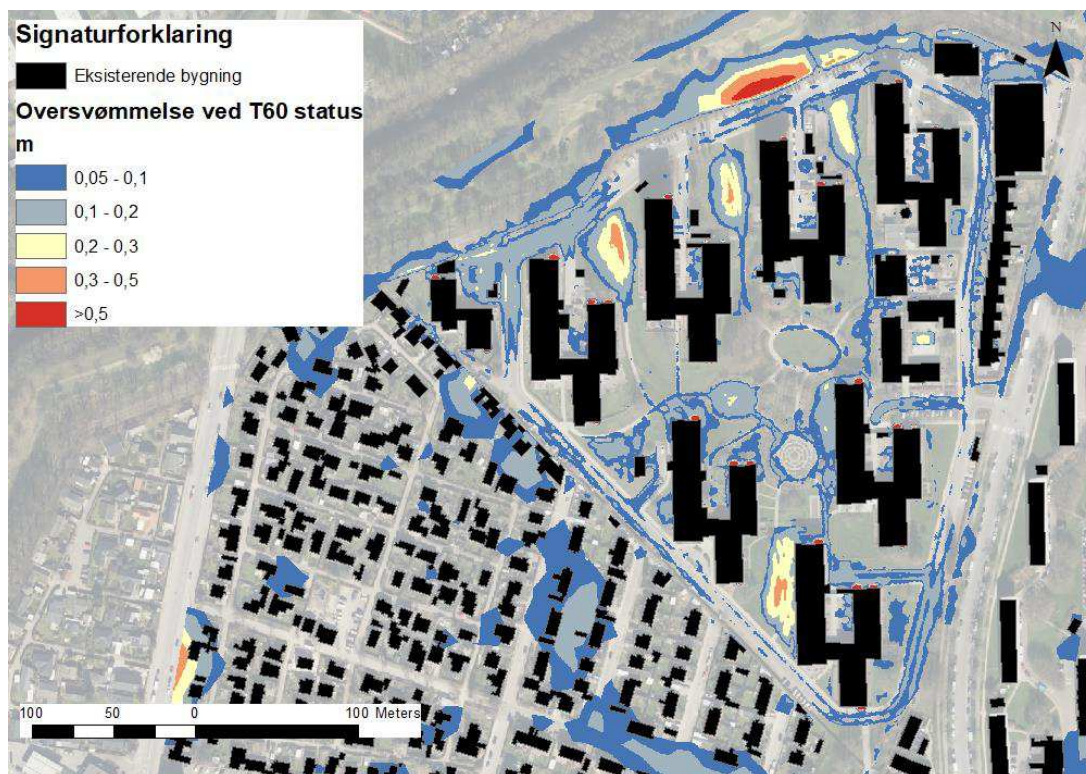 Signaturforklaring
Eksisterende bygning
Oversvømmelse ved T60 status
m
0,05 - 0,1
0,1 - 0,2
0,2 - 0,3
0,3 - 0,5
>0,5
N
100 50 0 100 Meters